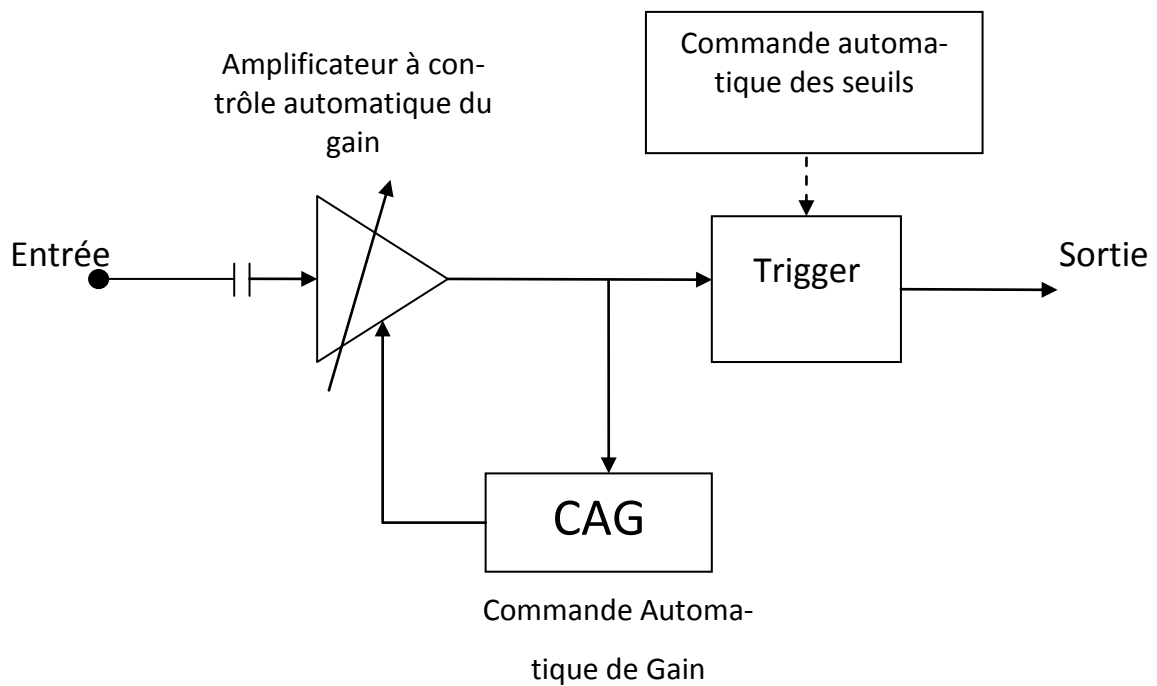 Commande automa-
tique des seuils
Amplificateur à con-
trôle automatique du
gain
Entrée
Trigger
Sortie
CAG
Commande Automa-
tique de Gain